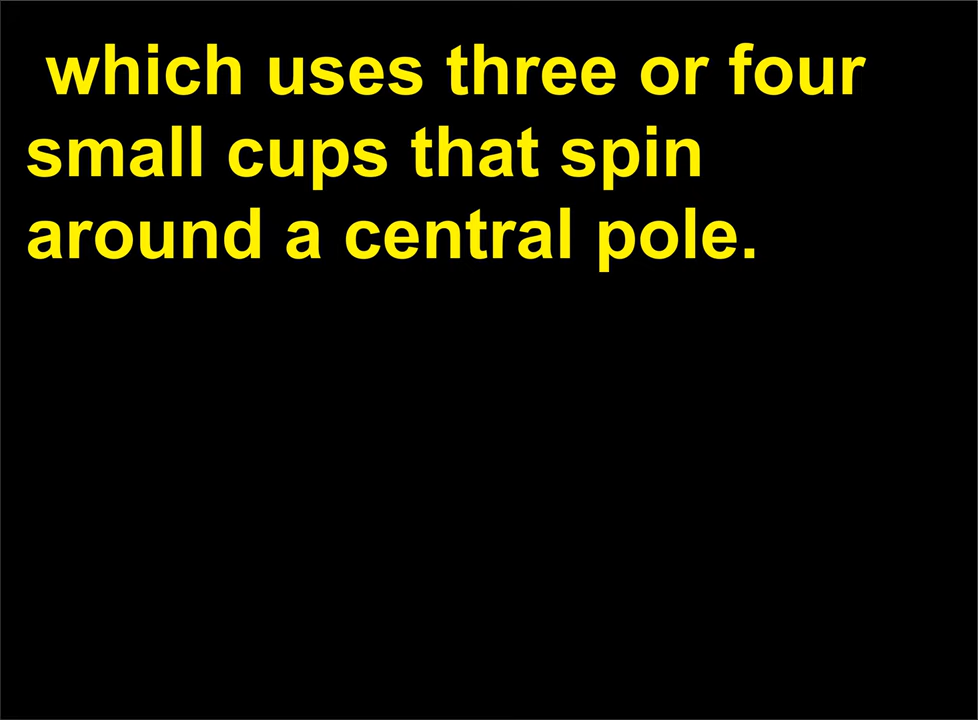 which uses three or four
small cups that spin
around a central pole.